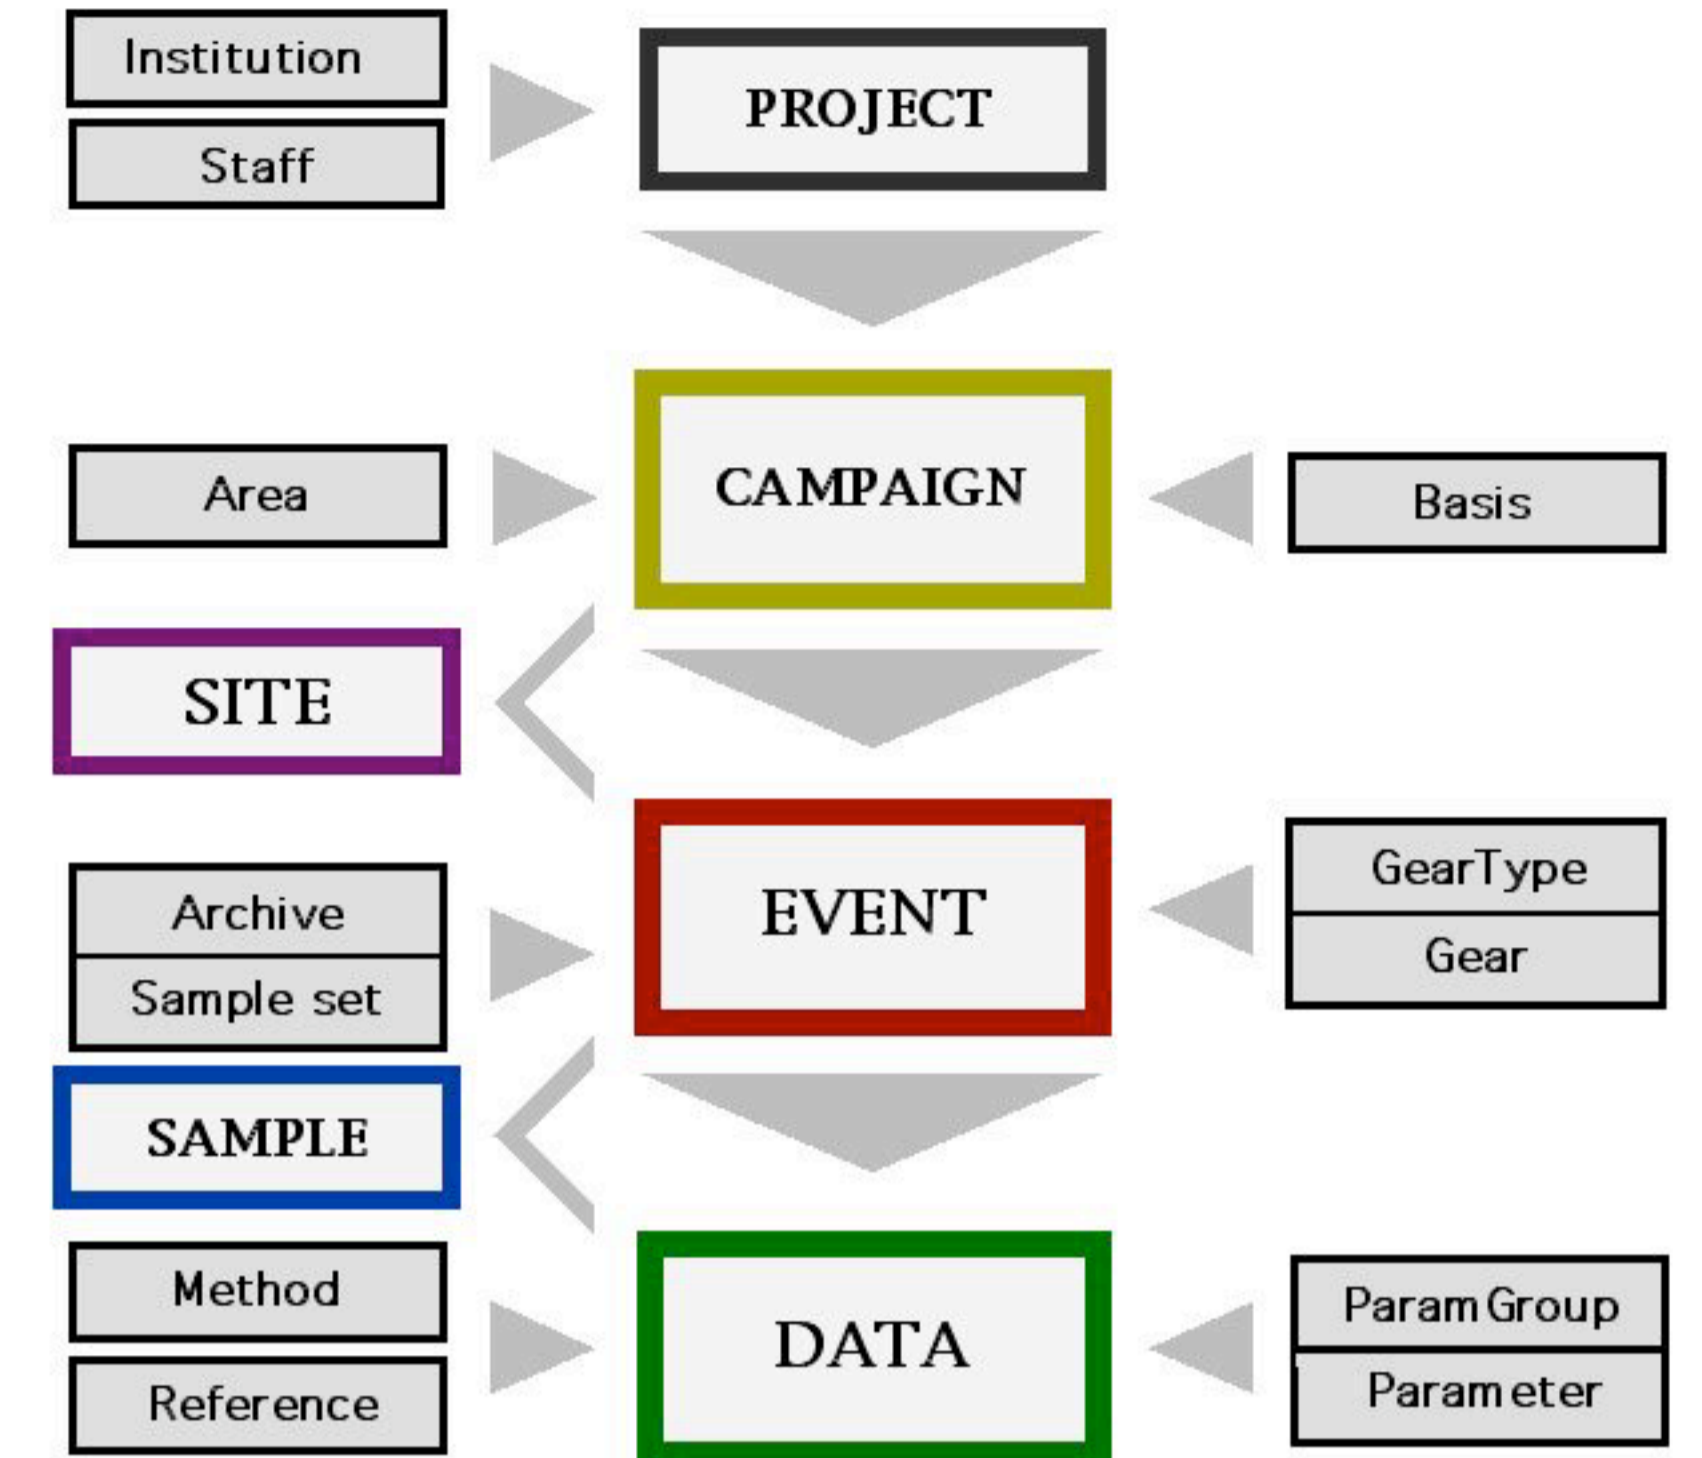 Institution
Staff
PROJECT
Area
CAMPAIGN
Basis
SITE
Archive
Sample set
EVENT
GearType
Gear
SAMPLE
Method
Reference
DATA
ParamGroup
Parameter